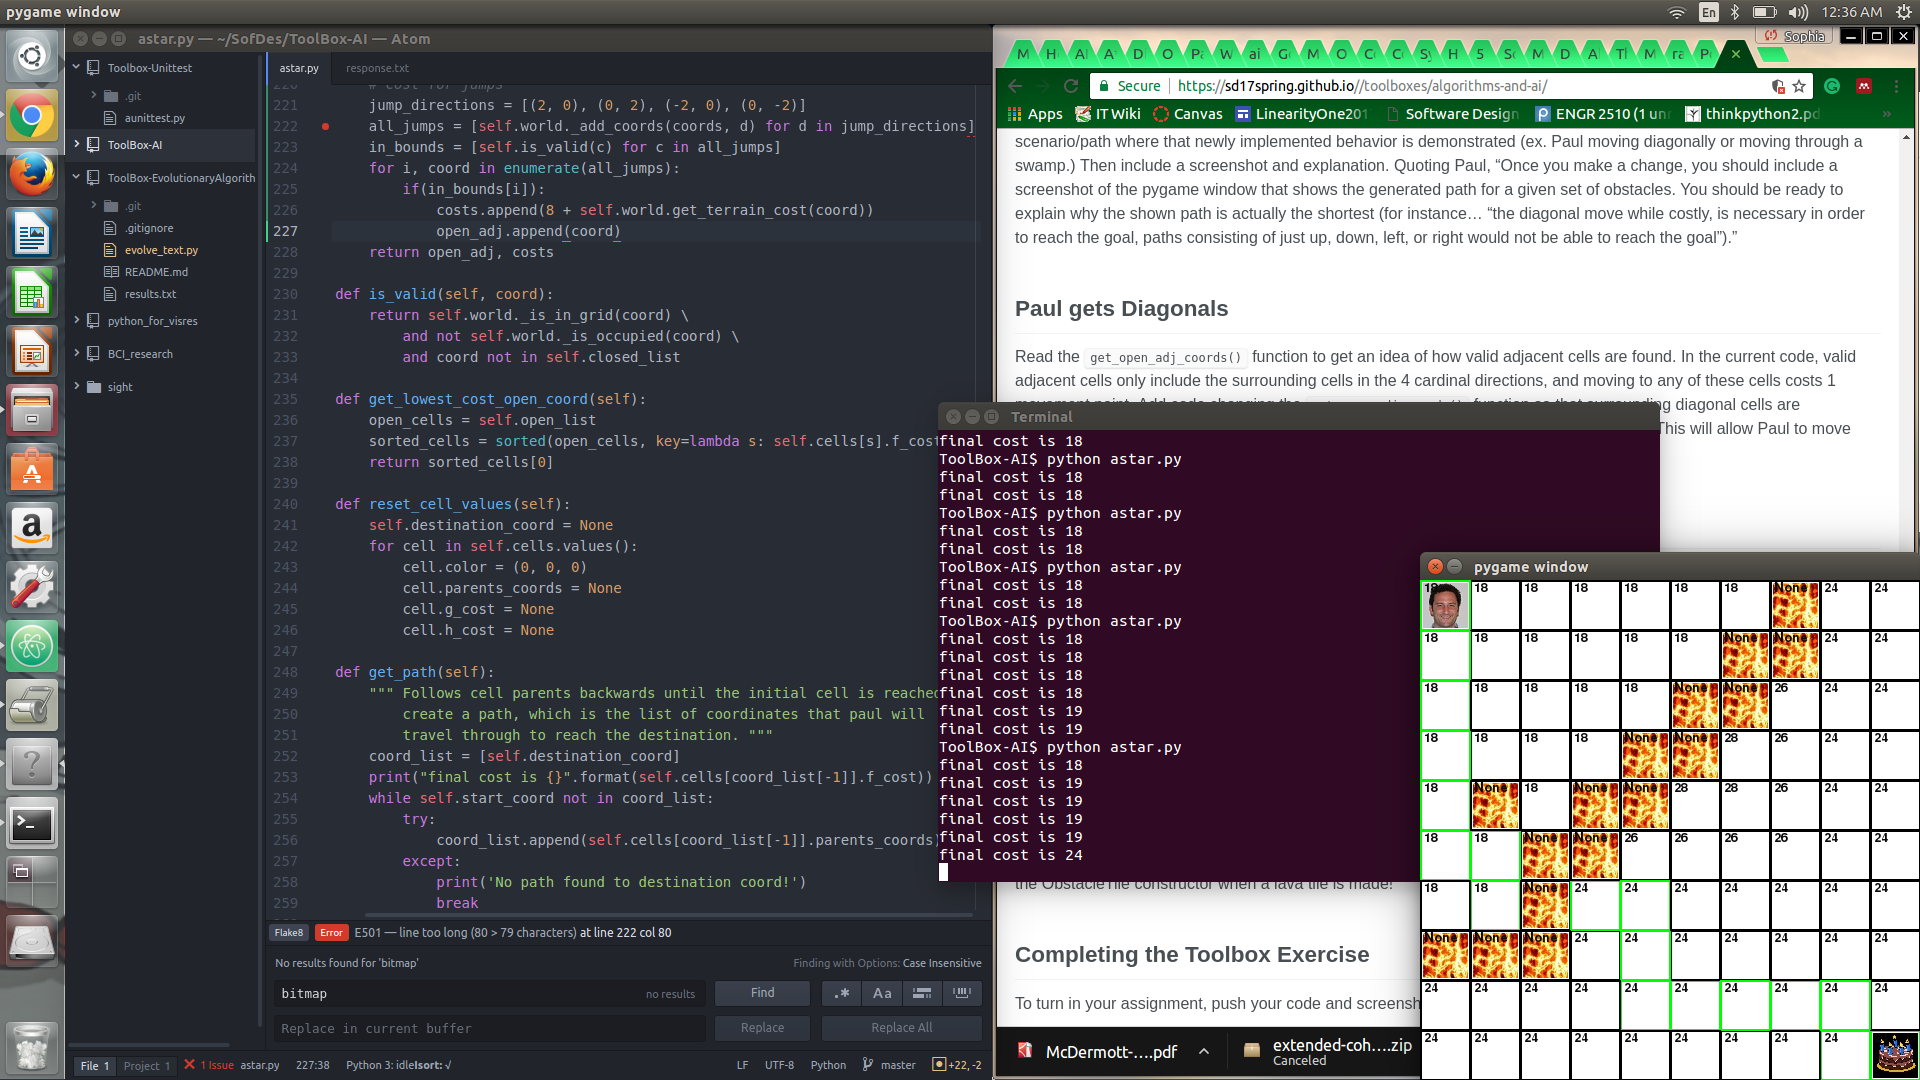 pygame window
En
12:36 AM
astar.py — ~/SofDes/ToolBox-AI — Atom
Toolbox-Unittest
.git
aunittest.py
ToolBox-AI
ToolBox-EvolutionaryAlgorith
.git
.gitignore
evolve_text.py
README.md
results.txt
python_for_visres
BCI_research
sight
astar.py
response.txt
220 # cost for jumps
221 jump_directions = [(2, 0), (0, 2), (-2, 0), (0, -2)]
222 all_jumps = [self.world._add_coords(coords, d) for d in jump_directions]
223 in_bounds = [self.is_valid(c) for c in all_jumps]
224 for i, coord in enumerate(all_jumps):
225 if(in_bounds[i]):
226 costs.append(8 + self.world.get_terrain_cost(coord))
227 open_adj.append(coord)
228 return open_adj, costs
229
230 def is_valid(self, coord):
231 return self.world._is_in_grid(coord) \
232 and not self.world._is_occupied(coord) \
233 and coord not in self.closed_list
234
235 def get_lowest_cost_open_coord(self):
236 open_cells = self.open_list
237 sorted_cells = sorted(open_cells, key=lambda s: self.cells[s].f_cost
238 return sorted_cells[0]
239
240 def reset_cell_values(self):
241 self.destination_coord = None
242 for cell in self.cells.values():
243 cell.color = (0, 0, 0)
244 cell.parents_coords = None
245 cell.g_cost = None
246 cell.h_cost = None
247
248 def get_path(self):
249 """ Follows cell parents backwards until the initial cell is reached
250 create a path, which is the list of coordinates that paul will
251 travel through to reach the destination. """
252 coord_list = [self.destination_coord]
253 print("final cost is {}".format(self.cells[coord_list[-1]].f_cost))
254 while self.start_coord not in coord_list:
255 try:
256 coord_list.append(self.cells[coord_list[-1]].parents_coords)
257 except:
258 print('No path found to destination coord!')
259 break
Flake8 Error E501 — line too long (80 > 79 characters) at line 222 col 80
No results found for 'bitmap'
Finding with Options: Case Insensitive
bitmap
no results
Find
.*
Aa
Replace in current buffer
Replace
Replace All
File 1
Project 1
1 Issue
astar.py
227:38
Python 3: idle
Isort: √
LF
UTF-8
Python
master
+22, -2
M H Al A D O Pa W ai G M O C C Sy H 5 S M D A Tl M ra P
Sophia
Secure
https://sd17spring.github.io//toolboxes/algorithms-and-ai/
Apps
IT Wiki
Canvas
LinearityOne201
Software Design
ENGR 2510 (1 unr
thinkpython2.pd
»
scenario/path where that newly implemented behavior is demonstrated (ex. Paul moving diagonally or moving through a
swamp.) Then include a screenshot and explanation. Quoting Paul, “Once you make a change, you should include a
screenshot of the pygame window that shows the generated path for a given set of obstacles. You should be ready to
explain why the shown path is actually the shortest (for instance… “the diagonal move while costly, is necessary in order
to reach the goal, paths consisting of just up, down, left, or right would not be able to reach the goal”).”
Paul gets Diagonals
Read the get_open_adj_coords() function to get an idea of how valid adjacent cells are found. In the current code, valid
adjacent cells only include the surrounding cells in the 4 cardinal directions, and moving to any of these cells costs 1
movement point. Add code changing the function so that surrounding diagonal cells are
This will allow Paul to move
Terminal
final cost is 18
ToolBox-AI$ python astar.py
final cost is 18
final cost is 18
ToolBox-AI$ python astar.py
final cost is 18
final cost is 18
ToolBox-AI$ python astar.py
final cost is 18
final cost is 18
ToolBox-AI$ python astar.py
final cost is 18
final cost is 18
final cost is 18
final cost is 18
final cost is 19
final cost is 19
ToolBox-AI$ python astar.py
final cost is 18
final cost is 19
final cost is 19
final cost is 19
final cost is 19
final cost is 24
the ObstacleTile constructor when a lava tile is made!
Completing the Toolbox Exercise
To turn in your assignment, push your code and screensh
McDermott-....pdf
extended-coh....zip
Canceled
pygame window
18 18 18 18 18 18 18 None 24 24
18 18 18 18 18 18 None None 24 24
18 18 18 18 18 None None 26 24 24
18 18 18 18 None None 28 26 24 24
18 None 18 None None 28 28 26 24 24
18 18 None None 26 26 26 26 24 24
18 18 None 24 24 24 24 24 24 24
None None None 24 24 24 24 24 24 24
24 24 24 24 24 24 24 24 24 24
24 24 24 24 24 24 24 24 24